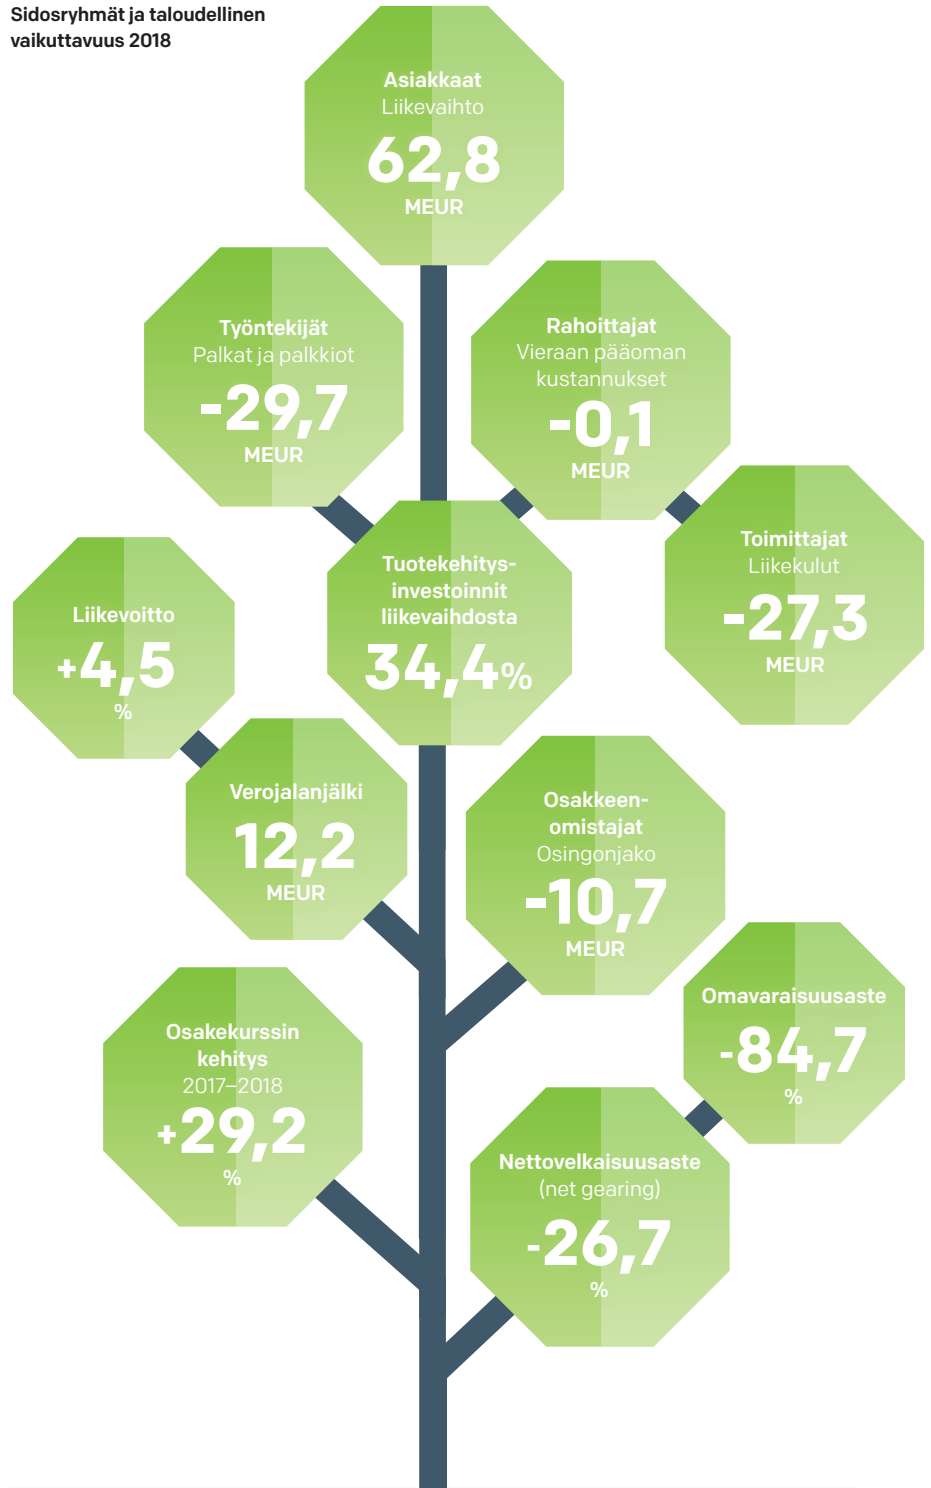 Sidosryhmät ja taloudellinen
vaikuttavuus 2018
Asiakkaat
Liikevaihto
62,8
MEUR
Työntekijät
Palkat ja palkkiot
-29,7
MEUR
Rahoittajat
Vieraan pääoman
kustannukset
-0,1
MEUR
Toimittajat
Liikekulut
-27,3
MEUR
Tuotekehitys-
investoinnit
liikevaihdosta
34,4%
Liikevoitto
+4,5
%
Verojalanjälki
12,2
MEUR
Osakkeen-
omistajat
Osingonjako
-10,7
MEUR
Omavaraisuusaste
-84,7
%
Osakekurssin
kehitys
2017–2018
+29,2
%
Nettovelkaisuusaste
(net gearing)
-26,7
%